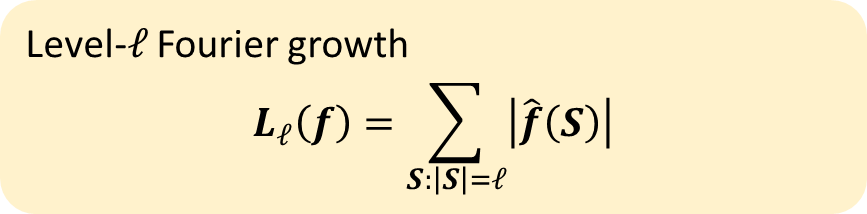 Level-ℓ Fourier growth
L_ℓ(f) = ∑_{S:|S|=ℓ} |f̂(S)|